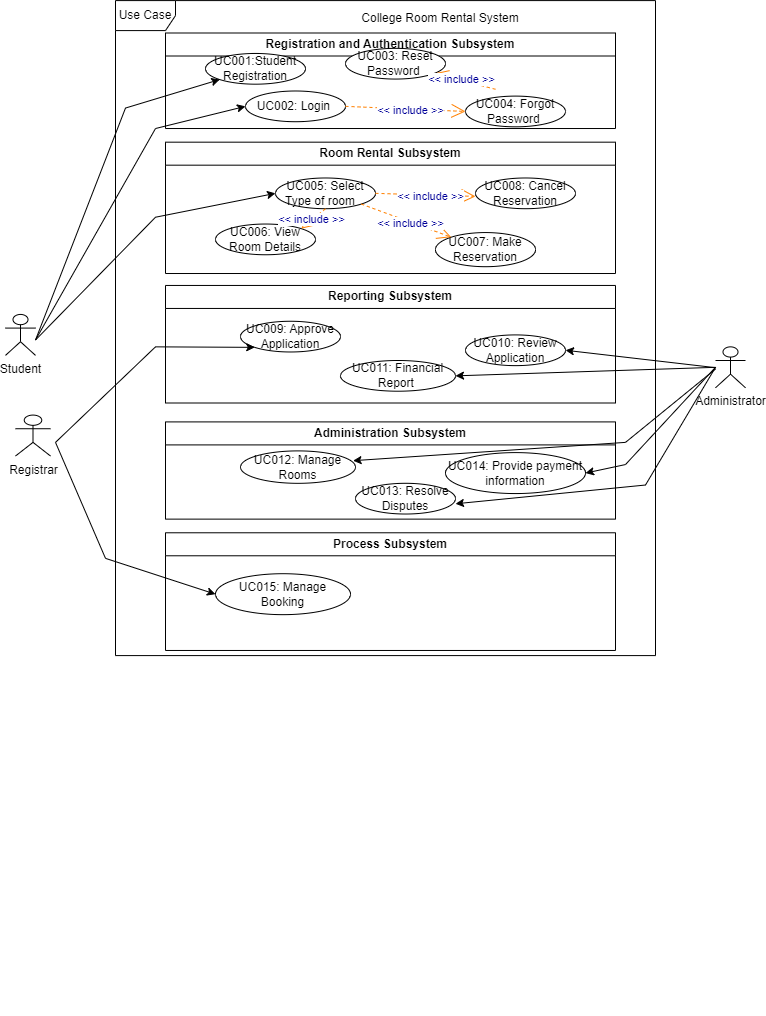 Use Case
College Room Rental System
Registration and Authentication Subsystem
UC001:Student
Registration
UC003: Reset
Password
<< include >>
UC002: Login
<< include >>
UC004: Forgot
Password
Room Rental Subsystem
UC005: Select
Type of room
<< include >>
UC008: Cancel
Reservation
<< include >>
<< include >>
UC006: View
Room Details
UC007: Make
Reservation
Reporting Subsystem
UC009: Approve
Application
UC010: Review
Application
UC011: Financial
Report
Student
Administrator
Administration Subsystem
UC012: Manage
Rooms
UC014: Provide payment
information
UC013: Resolve
Disputes
Registrar
Process Subsystem
UC015: Manage
Booking